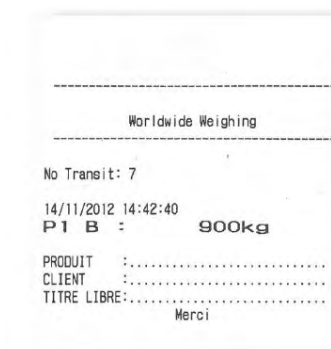 --------------------------------------
Worldwide Weighing
--------------------------------------
No Transit: 7
14/11/2012 14:42:40
P1 B : 900kg
PRODUIT :............................
CLIENT :............................
TITRE LIBRE:............................
Merci